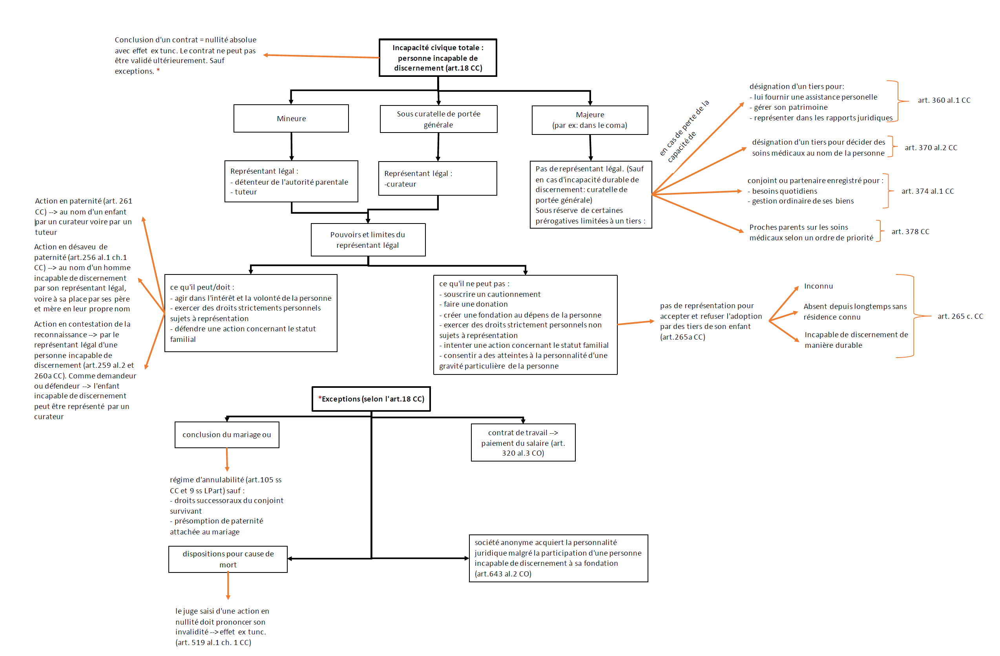 Conclusion d'un contrat = nullité absolue
avec effet ex tunc. Le contrat ne peut pas
être validé ultérieurement. Sauf
exceptions. *
Incapacité civique totale :
personne incapable de
discernement (art.18 CC)
Mineure
Sous curatelle de portée
générale
Majeure
(par ex: dans le coma)
Représentant légal :
- détenteur de l'autorité parentale
- tuteur
Représentant légal :
-curateur
Pas de représentant légal. (Sauf
en cas d'incapacité durable de
discernement: curatelle de
portée générale)
Sous réserve de certaines
prérogatives limitées à un tiers :
en cas de perte de la
capacité de
désignation d'un tiers pour:
- lui fournir une assistance personelle
- gérer son patrimoine
- représenter dans les rapports juridiques
art. 360 al.1 CC
désignation d'un tiers pour décider des
soins médicaux au nom de la personne
art. 370 al.2 CC
conjoint ou partenaire enregistré pour :
- besoins quotidiens
- gestion ordinaire de ses biens
art. 374 al.1 CC
Proches parents sur les soins
médicaux selon un ordre de priorité
art. 378 CC
Pouvoirs et limites du
représentant légal
Action en paternité (art. 261
CC) --> au nom d'un enfant
par un curateur voire par un
tuteur
Action en désaveu de
paternité (art.256 al.1 ch.1
CC) --> au nom d'un homme
incapable de discernement
par son représentant légal,
voire à sa place par ses père
et mère en leur propre nom
Action en contestation de la
reconnaissance --> par le
représentant légal d'une
personne incapable de
discernement (art.259 al.2 et
260a CC). Comme demandeur
ou défendeur --> l'enfant
incapable de discernement
peut être représenté par un
curateur
ce qu'il peut/doit :
- agir dans l'intérêt et la volonté de la personne
- exercer des droits strictements personnels
sujets à représentation
- défendre une action concernant le statut
familial
ce qu'il ne peut pas :
- souscrire un cautionnement
- faire une donation
- créer une fondation au dépens de la personne
- exercer des droits strictement personnels non
sujets à représentation
- intenter une action concernant le statut familial
- consentir a des atteintes à la personnalité d'une
gravité particulière de la personne
pas de représentation pour
accepter et refuser l'adoption
par des tiers de son enfant
(art.265a CC)
Inconnu
Absent depuis longtemps sans
résidence connu
Incapable de discernement de
manière durable
art. 265 c. CC
*Exceptions (selon l'art.18 CC)
conclusion du mariage ou
contrat de travail -->
paiement du salaire (art.
320 al.3 CO)
régime d'annulabilité (art.105 ss
CC et 9 ss LPart) sauf :
- droits successoraux du conjoint
survivant
- présomption de paternité
attachée au mariage
dispositions pour cause de
mort
société anonyme acquiert la personnalité
juridique malgré la participation d'une personne
incapable de discernement à sa fondation
(art.643 al.2 CO)
le juge saisi d'une action en
nullité doit prononcer son
invalidité --> effet ex tunc.
(art. 519 al.1 ch. 1 CC)